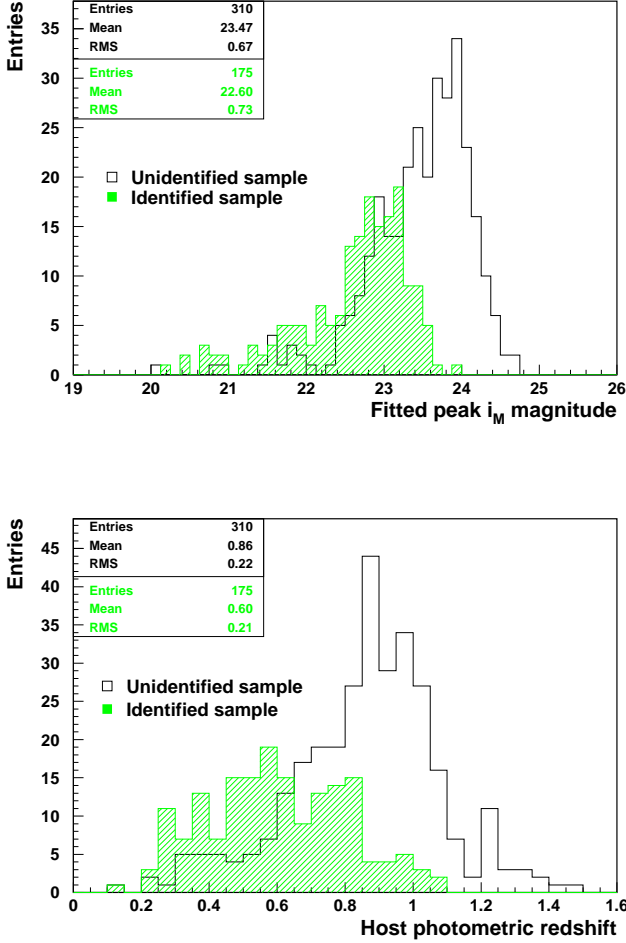 Entries 310
Mean 23.47
RMS 0.67
Entries 175
Mean 22.60
RMS 0.73
Unidentified sample
Identified sample
Entries
35
30
25
20
15
10
5
0
19 20 21 22 23 24 25 26
Fitted peak i_M magnitude
Entries 310
Mean 0.86
RMS 0.22
Entries 175
Mean 0.60
RMS 0.21
Unidentified sample
Identified sample
Entries
45
40
35
30
25
20
15
10
5
0
0 0.2 0.4 0.6 0.8 1 1.2 1.4 1.6
Host photometric redshift